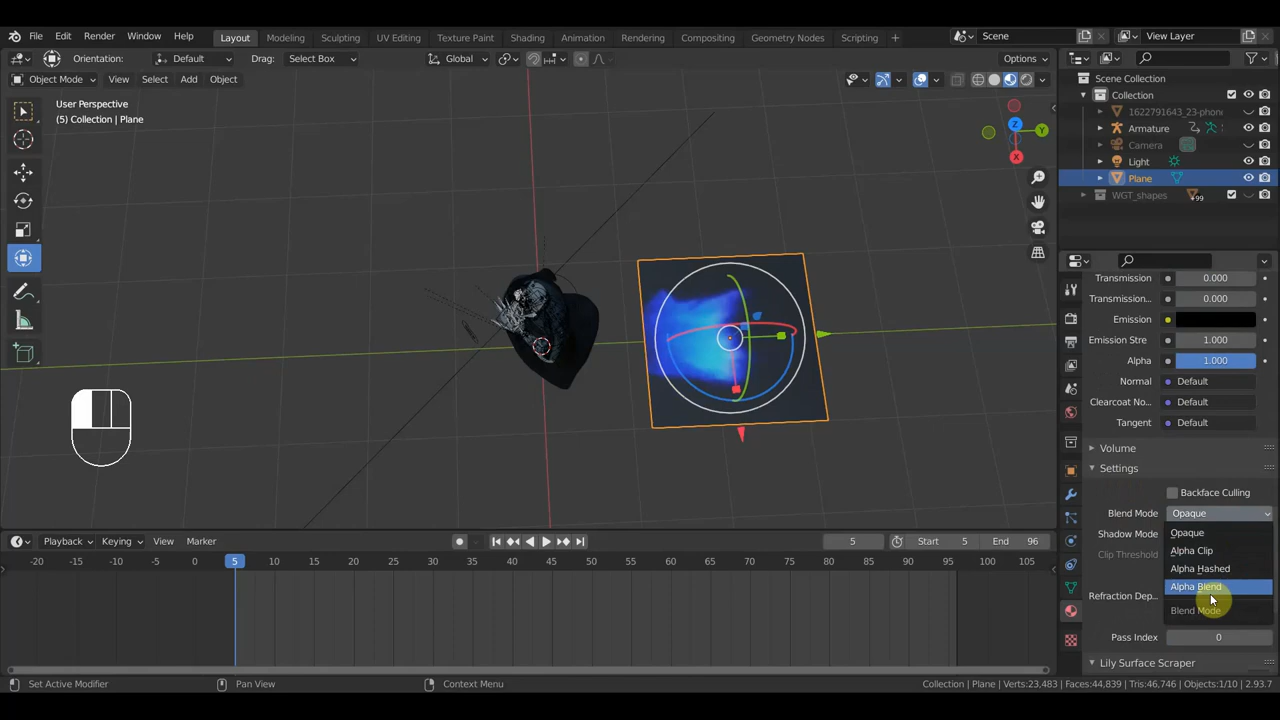 File Edit Render Window Help Layout Modeling Sculpting UV Editing Texture Paint Shading Animation Rendering Compositing Geometry Nodes Scripting + Scene View Layer
Orientation: Default Drag: Select Box Global Options
Object Mode View Select Add Object
User Perspective
(5) Collection | Plane
Z
Y
X
Scene Collection
Collection
1622791643_23-phon
Armature
Camera
Light
Plane
WGT_shapes +99
Transmission 0.000
Transmission... 0.000
Emission
Emission Stre 1.000
Alpha 1.000
Normal Default
Clearcoat No... Default
Tangent Default
Volume
Settings
Backface Culling
Blend Mode Opaque
Shadow Mode Opaque
Clip Threshold Alpha Clip
Alpha Hashed
Refraction Dep... Alpha Blend
Blend Mode
Pass Index 0
Lily Surface Scraper
Playback Keying View Marker 5 Start 5 End 96
-20 -15 -10 -5 0 5 10 15 20 25 30 35 40 45 50 55 60 65 70 75 80 85 90 95 100 105
Set Active Modifier Pan View Context Menu Collection | Plane | Verts:23,483 | Faces:44,839 | Tris:46,746 | Objects:1/10 | 2.93.7